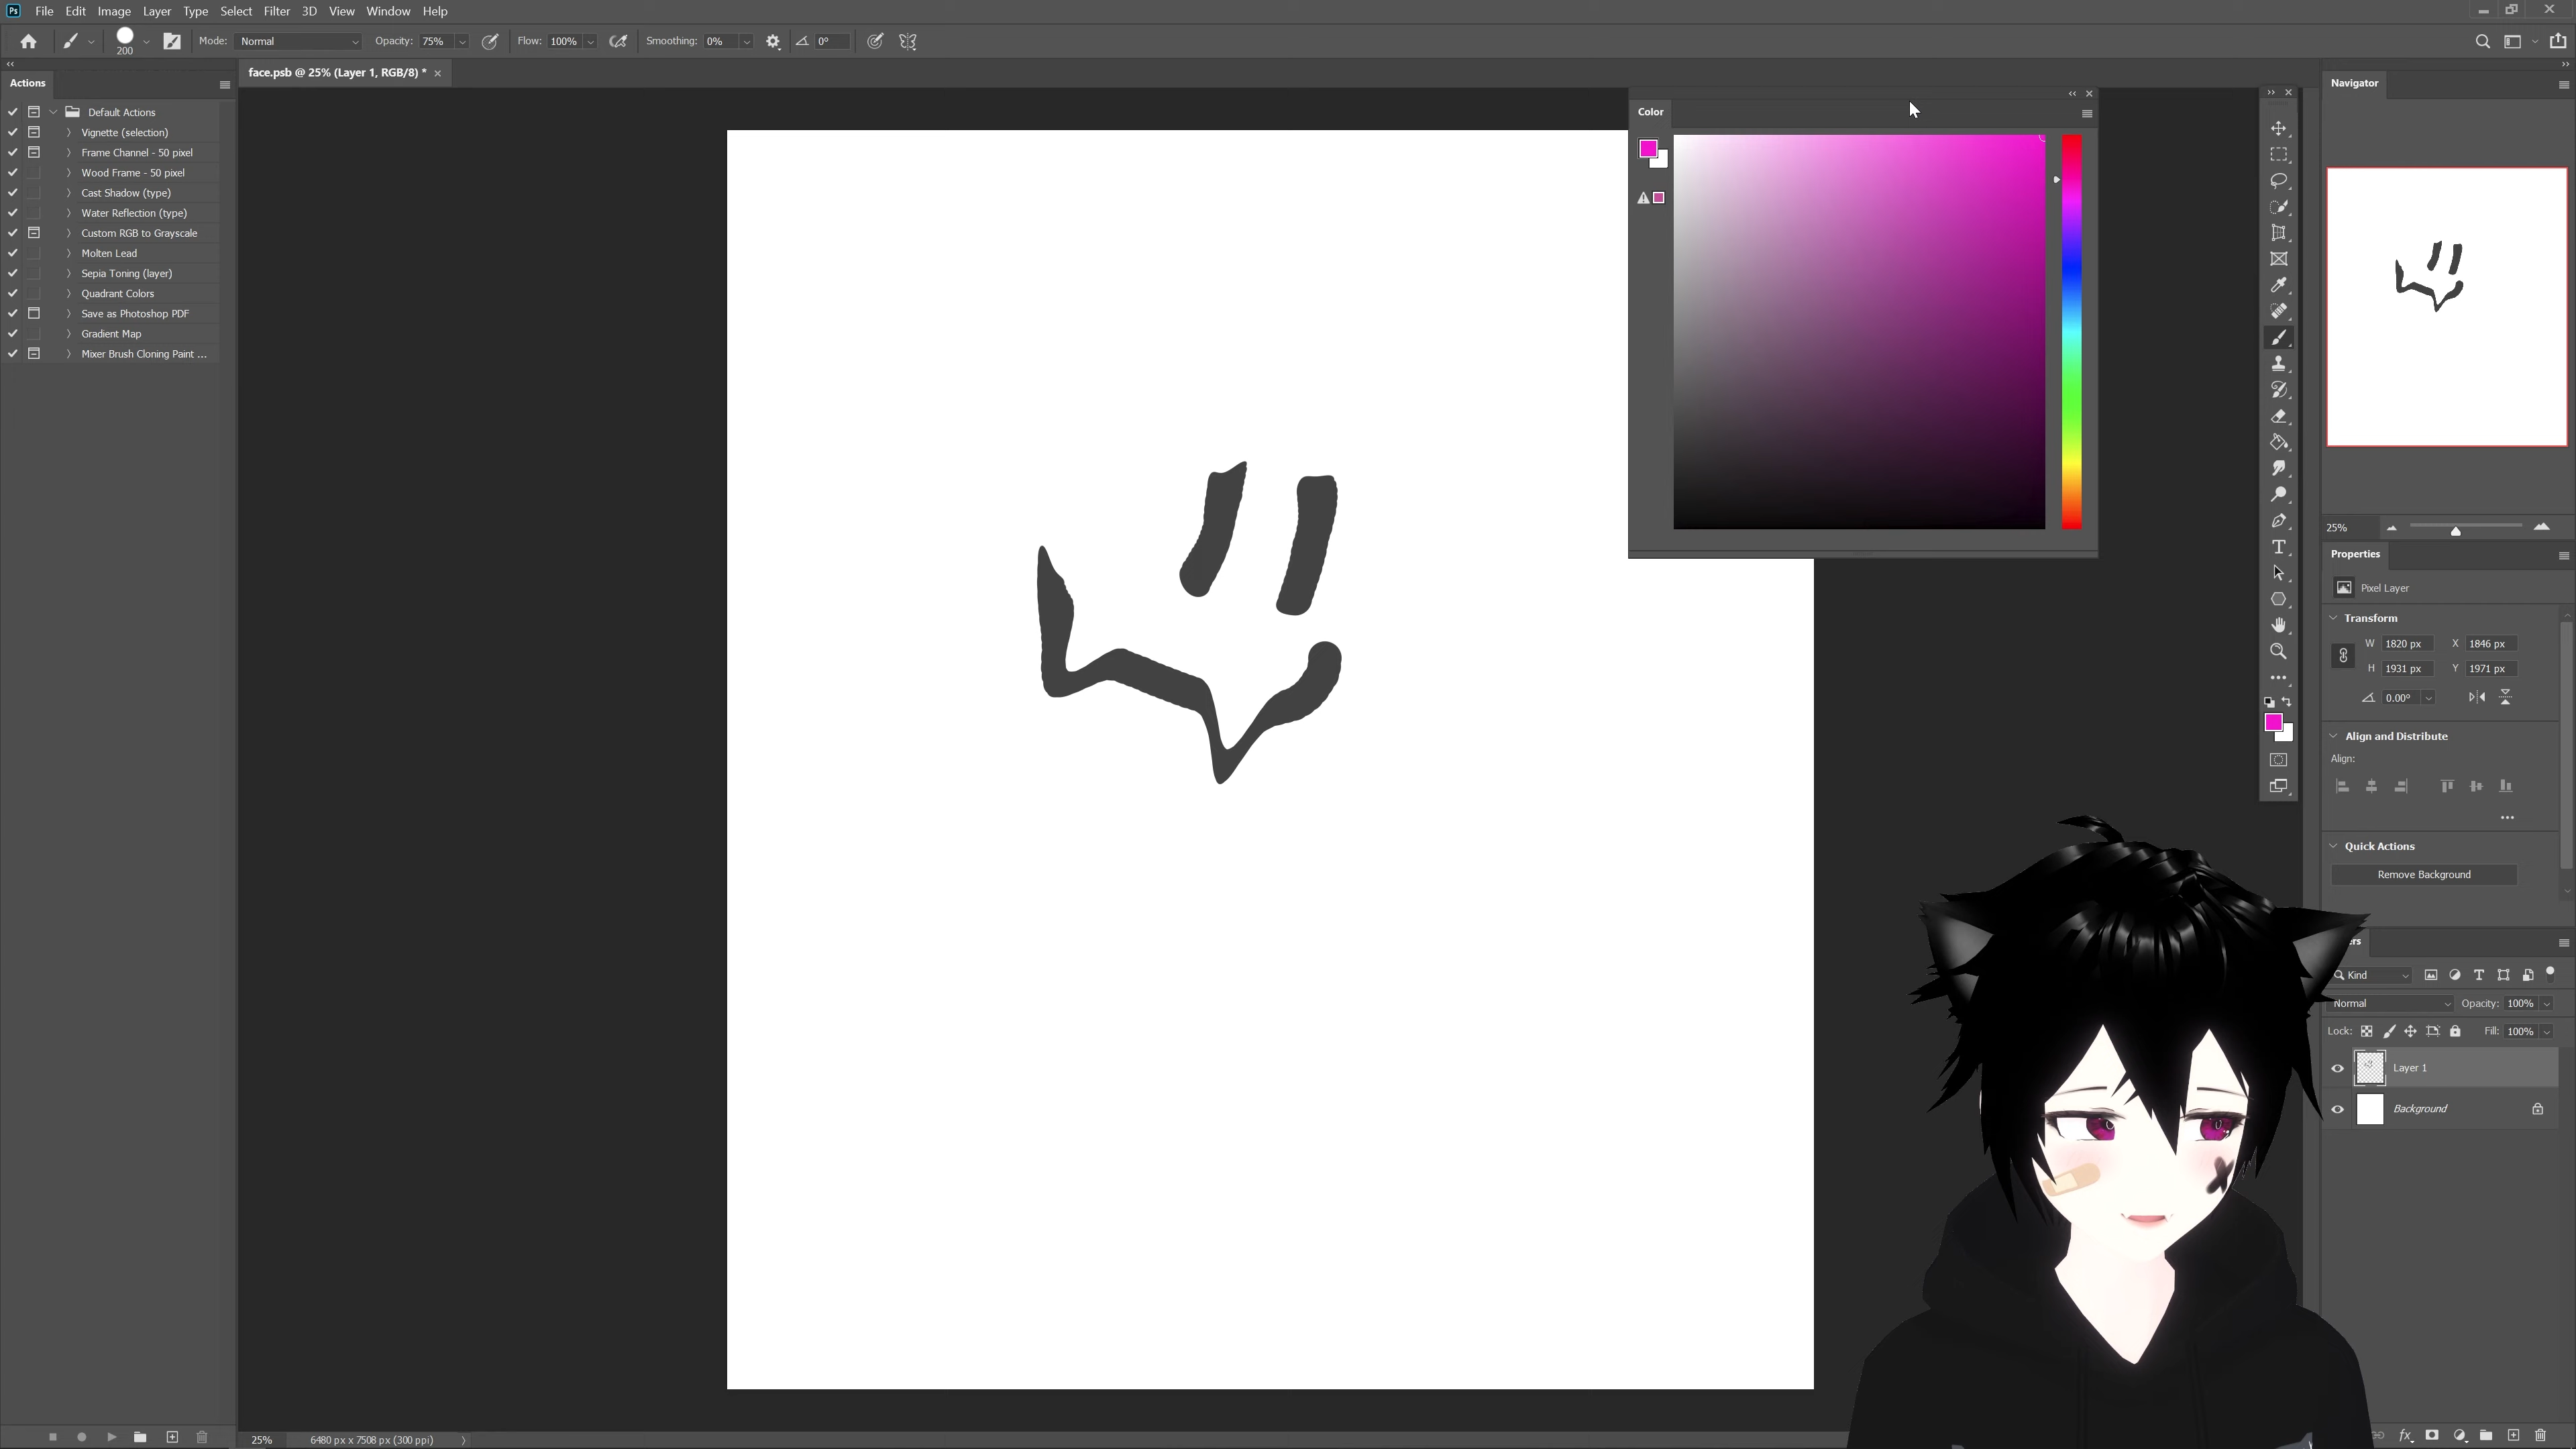 Ps File Edit Image Layer Type Select Filter 3D View Window Help
200 Mode: Normal Opacity: 75% Flow: 100% Smoothing: 0% 0°
face.psb @ 25% (Layer 1, RGB/8) *
Actions
Default Actions
Vignette (selection)
Frame Channel - 50 pixel
Wood Frame - 50 pixel
Cast Shadow (type)
Water Reflection (type)
Custom RGB to Grayscale
Molten Lead
Sepia Toning (layer)
Quadrant Colors
Save as Photoshop PDF
Gradient Map
Mixer Brush Cloning Paint ...
Color
Navigator
25%
Properties
Pixel Layer
Transform
W 1820 px X 1846 px
H 1931 px Y 1971 px
0.00°
Align and Distribute
Align:
Quick Actions
Remove Background
Kind
Normal Opacity: 100%
Lock: Fill: 100%
Layer 1
Background
fx
25% 6480 px x 7508 px (300 ppi)